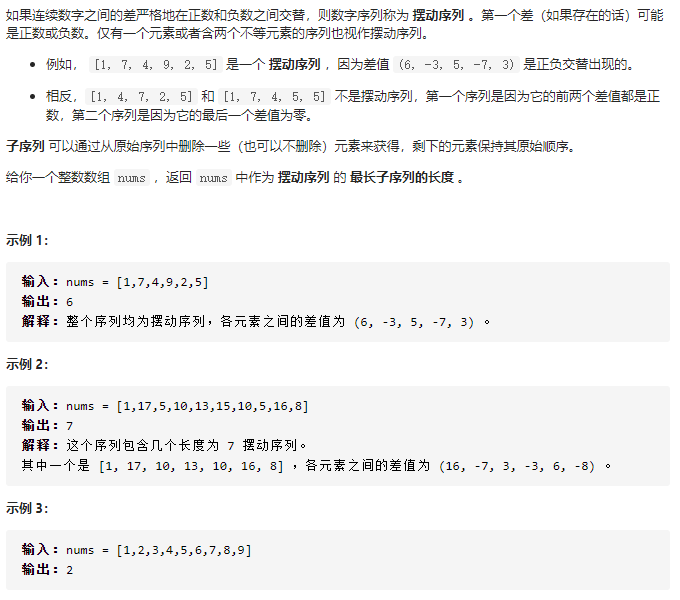 如果连续数字之间的差严格地在正数和负数之间交替，则数字序列称为 摆动序列 。第一个差（如果存在的话）可能
是正数或负数。仅有一个元素或者含两个不等元素的序列也视作摆动序列。
例如， [1, 7, 4, 9, 2, 5] 是一个 摆动序列 ，因为差值 (6, -3, 5, -7, 3) 是正负交替出现的。
相反，[1, 4, 7, 2, 5] 和 [1, 7, 4, 5, 5] 不是摆动序列，第一个序列是因为它的前两个差值都是正
数，第二个序列是因为它的最后一个差值为零。
子序列 可以通过从原始序列中删除一些（也可以不删除）元素来获得，剩下的元素保持其原始顺序。
给你一个整数数组 nums ，返回 nums 中作为 摆动序列 的 最长子序列的长度 。
示例 1：
输入：nums = [1,7,4,9,2,5]
输出：6
解释：整个序列均为摆动序列，各元素之间的差值为 (6, -3, 5, -7, 3) 。
示例 2：
输入：nums = [1,17,5,10,13,15,10,5,16,8]
输出：7
解释：这个序列包含几个长度为 7 摆动序列。
其中一个是 [1, 17, 10, 13, 10, 16, 8] ，各元素之间的差值为 (16, -7, 3, -3, 6, -8) 。
示例 3：
输入：nums = [1,2,3,4,5,6,7,8,9]
输出：2